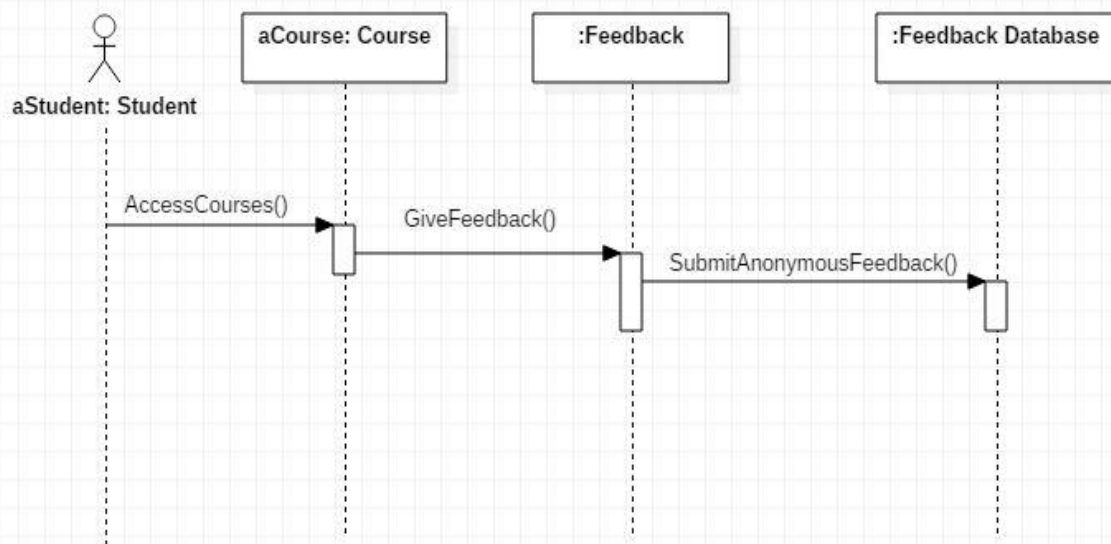 aCourse: Course
:Feedback
:Feedback Database
aStudent: Student
AccessCourses()
GiveFeedback()
SubmitAnonymousFeedback()